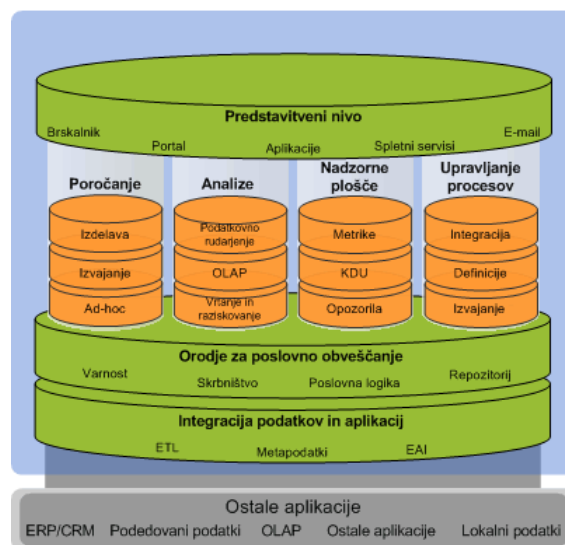 Predstavitveni nivo
Brskalnik Portal Aplikacije Spletni servisi E-mail
Poročanje
Analize
Nadzorne
plošče
Upravljanje
procesov
Izdelava
Izvajanje
Ad-hoc
Podatkovno
rudarjenje
OLAP
Vrtanje in
raziskovanje
Metrike
KDU
Opozorila
Integracija
Definicije
Izvajanje
Orodje za poslovno obveščanje
Varnost Skrbništvo Poslovna logika Repozitorij
Integracija podatkov in aplikacij
ETL Metapodatki EAI
Ostale aplikacije
ERP/CRM Podedovani podatki OLAP Ostale aplikacije Lokalni podatki